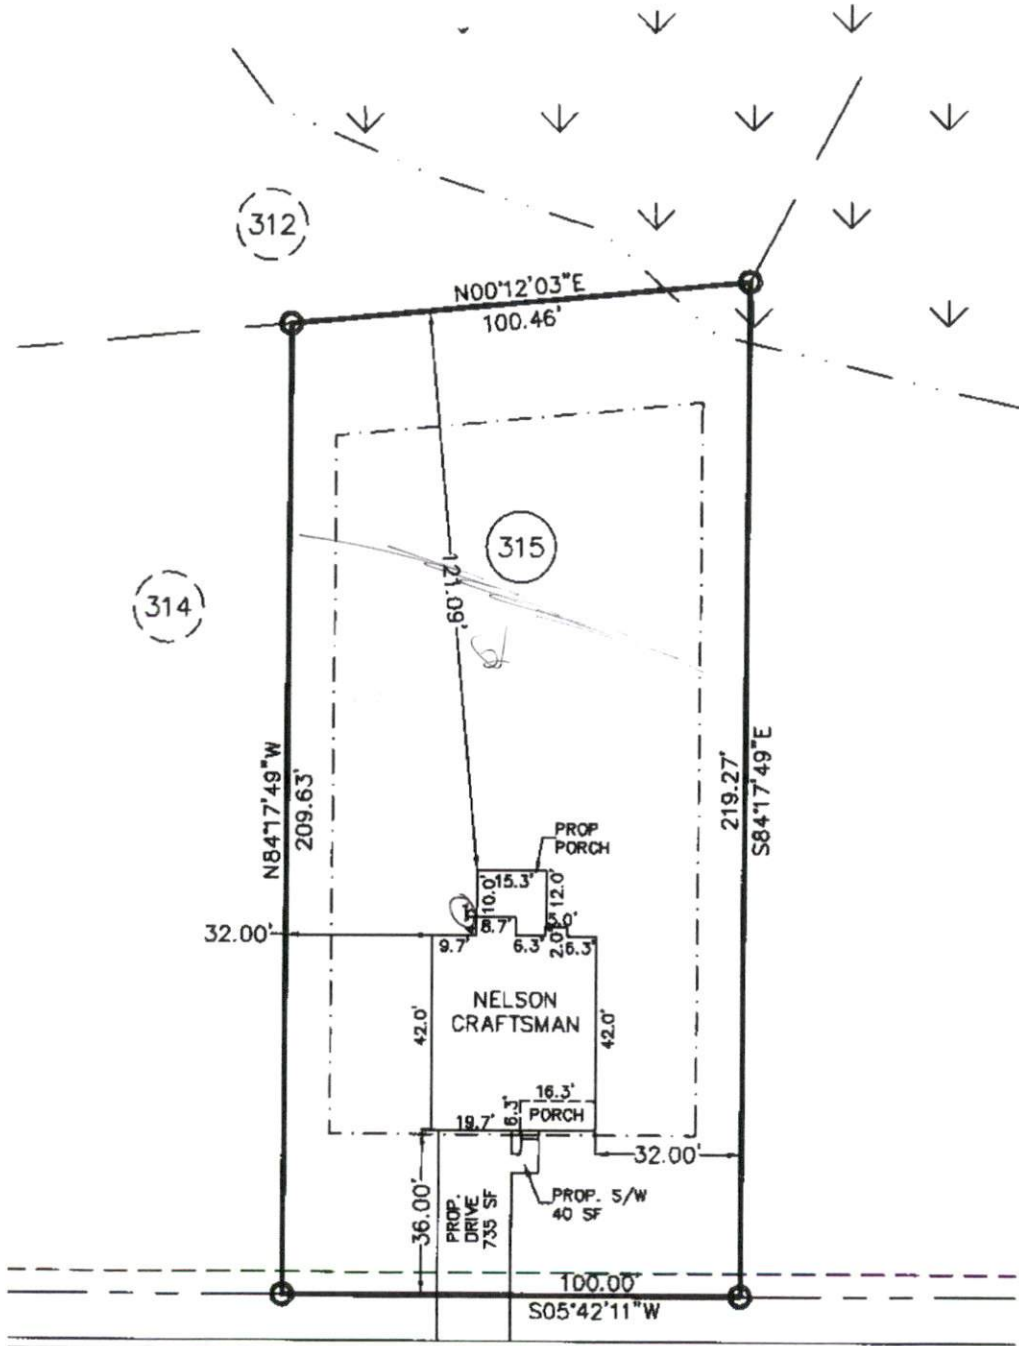 312
N00°12'03"E
100.46'
315
314
121.09'
N84°17'49"W
209.63'
219.27'
S84°17'49"E
PROP
PORCH
15.3'
10.0'
12.0'
8.7'
5.0'
32.00'
9.7'
6.3'
2.0'
6.3'
NELSON
CRAFTSMAN
42.0'
42.0'
16.3'
6.3'
PORCH
19.7'
32.00'
36.00'
PROP.
DRIVE
735 SF
PROP. S/W
40 SF
100.00'
S05°42'11"W